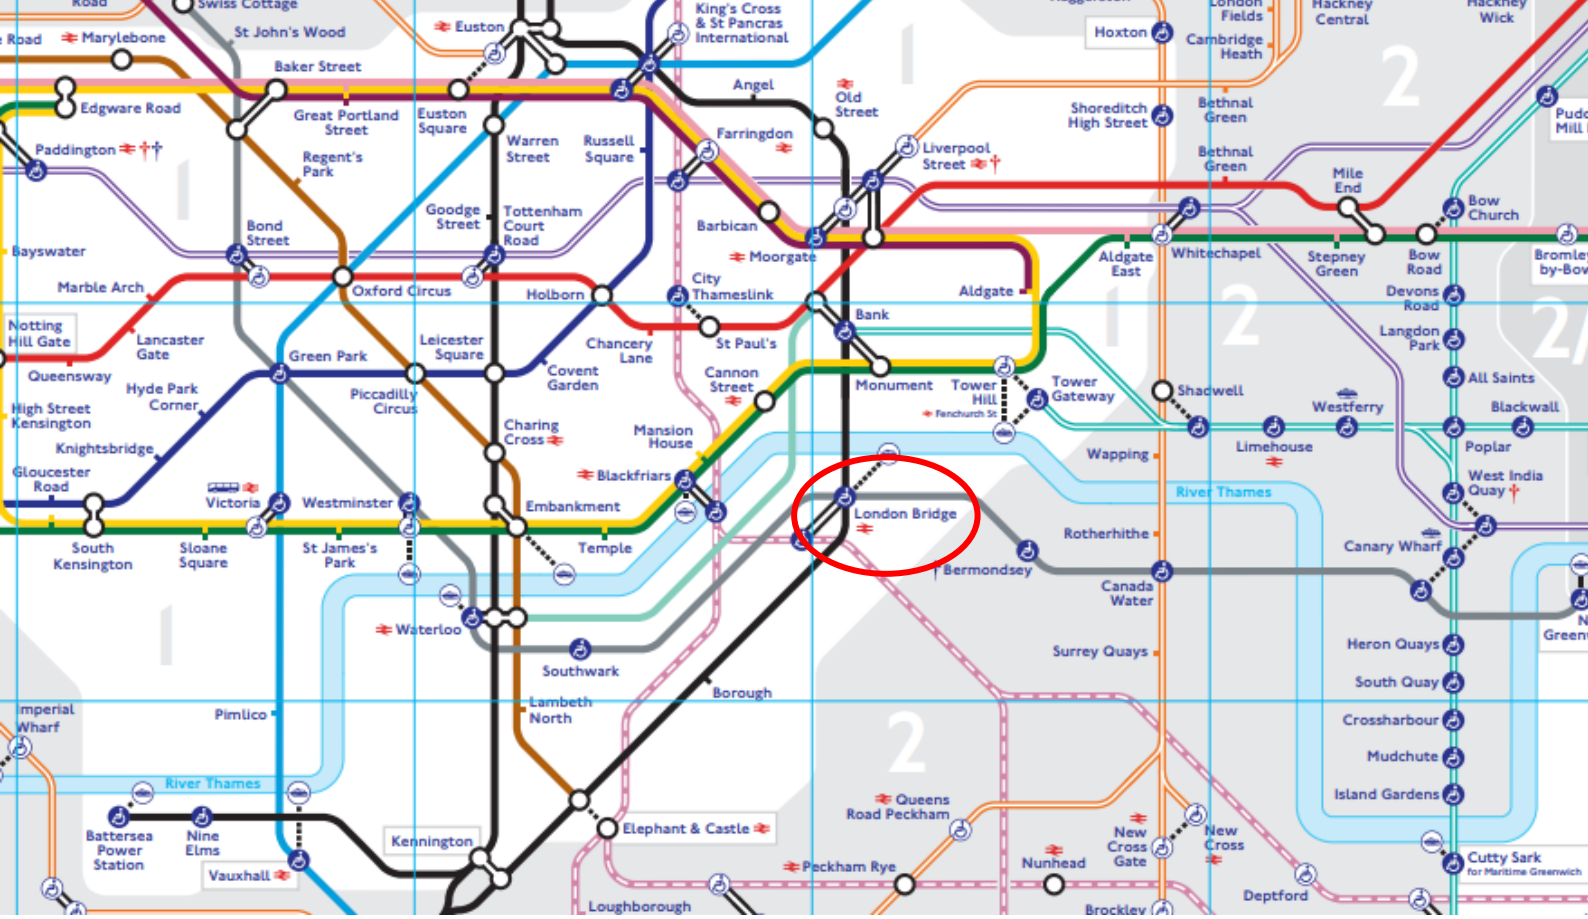 Road
Swiss Cottage
St John's Wood
e Road
Marylebone
Baker Street
Edgware Road
Great Portland
Street
Euston
Euston
Square
King's Cross
& St Pancras
International
Angel
Old
Street
Warren
Street
Russell
Square
Farringdon
Liverpool
Street
Paddington
1
Regent's
Park
Goodge
Street
Tottenham
Court
Road
Barbican
Moorgate
Bond
Street
Bayswater
Marble Arch
Oxford Circus
Holborn
City
Thameslink
Aldgate
Aldgate
East
Whitechapel
Stepney
Green
Bow
Road
Bromley-
by-Bow
Hoxton
London
Fields
Cambridge
Heath
Hackney
Central
Hackney
Wick
1
2
Shoreditch
High Street
Bethnal
Green
Bethnal
Green
Mile
End
Bow
Church
Pudd
Mill
Devons
Road
Langdon
Park
All Saints
Notting
Hill Gate
Lancaster
Gate
Queensway
High Street
Kensington
Hyde Park
Corner
Knightsbridge
Gloucester
Road
Green Park
Piccadilly
Circus
Leicester
Square
Covent
Garden
Chancery
Lane
St Paul's
Bank
Cannon
Street
Monument
Mansion
House
Tower
Hill
Fenchurch St
Tower
Gateway
1
2
2/
Shadwell
Limehouse
Westferry
Blackwall
Poplar
West India
Quay
Canary Wharf
Wapping
River Thames
Rotherhithe
Canada
Water
Surrey Quays
Charing
Cross
Blackfriars
Victoria
Westminster
Embankment
Temple
South
Kensington
Sloane
Square
St James's
Park
London Bridge
Bermondsey
1
Waterloo
Southwark
Borough
Lambeth
North
Pimlico
Imperial
Wharf
River Thames
Battersea
Power
Station
Nine
Elms
Vauxhall
Kennington
Elephant & Castle
Loughborough
2
Queens
Road Peckham
Peckham Rye
Nunhead
New
Cross
Gate
New
Cross
Brockley
Deptford
Heron Quays
South Quay
Crossharbour
Mudchute
Island Gardens
Cutty Sark
for Maritime Greenwich
N
Green